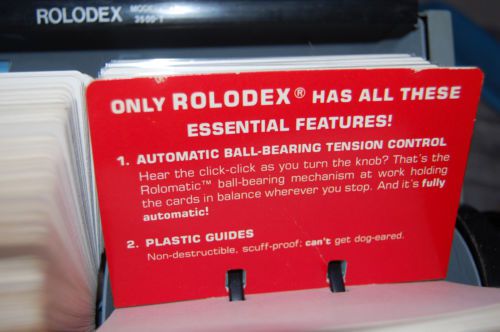 ROLODEX MODEL
3500-T
ONLY ROLODEX® HAS ALL THESE
ESSENTIAL FEATURES!
1. AUTOMATIC BALL-BEARING TENSION CONTROL
Hear the click-click as you turn the knob? That's the
Rolomatic™ ball-bearing mechanism at work holding
the cards in balance wherever you stop. And it's fully
automatic!
2. PLASTIC GUIDES
Non-destructible, scuff-proof; can't get dog-eared.